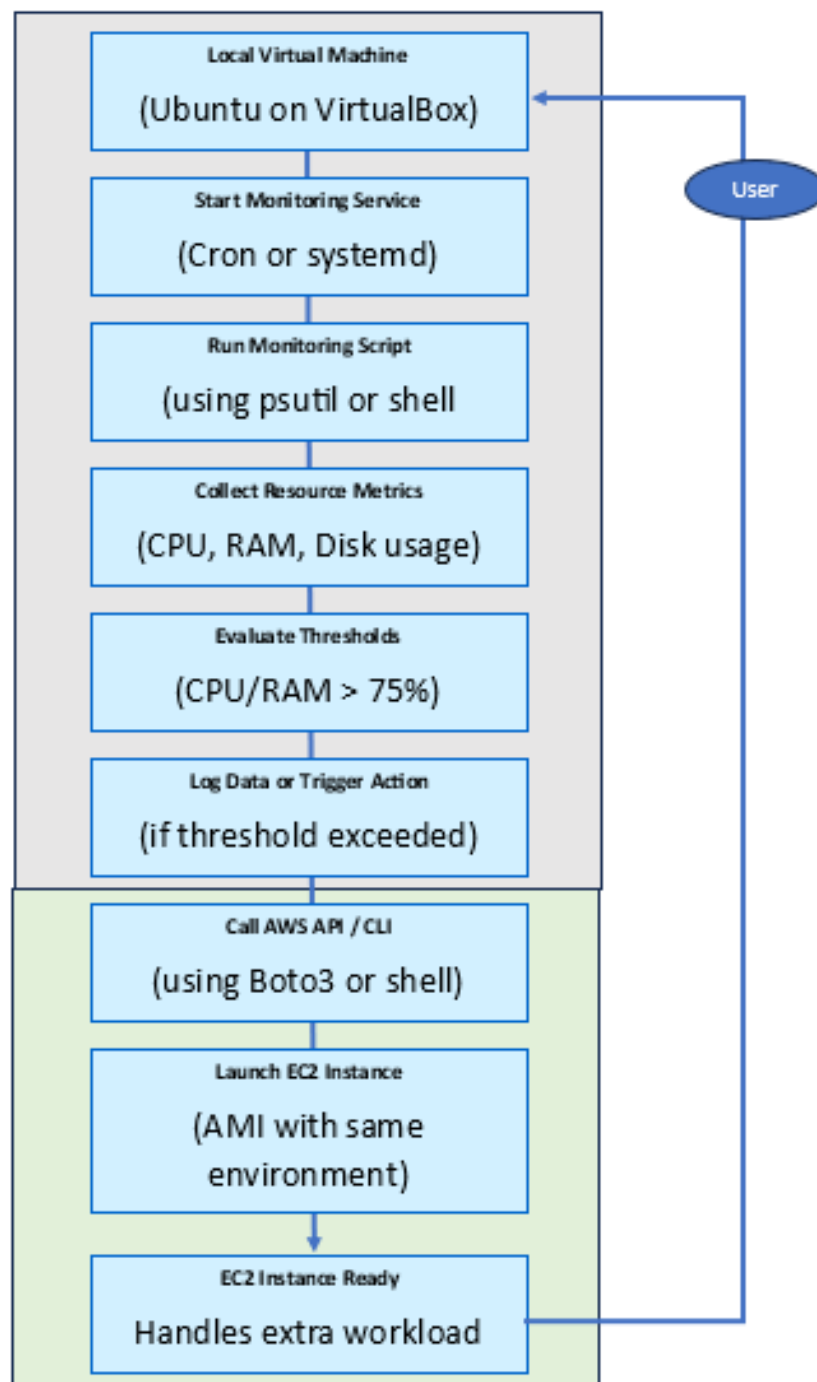 Local Virtual Machine
(Ubuntu on VirtualBox)
User
Start Monitoring Service
(Cron or systemd)
Run Monitoring Script
(using psutil or shell
Collect Resource Metrics
(CPU, RAM, Disk usage)
Evaluate Thresholds
(CPU/RAM > 75%)
Log Data or Trigger Action
(if threshold exceeded)
Call AWS API / CLI
(using Boto3 or shell)
Launch EC2 Instance
(AMI with same
environment)
EC2 Instance Ready
Handles extra workload